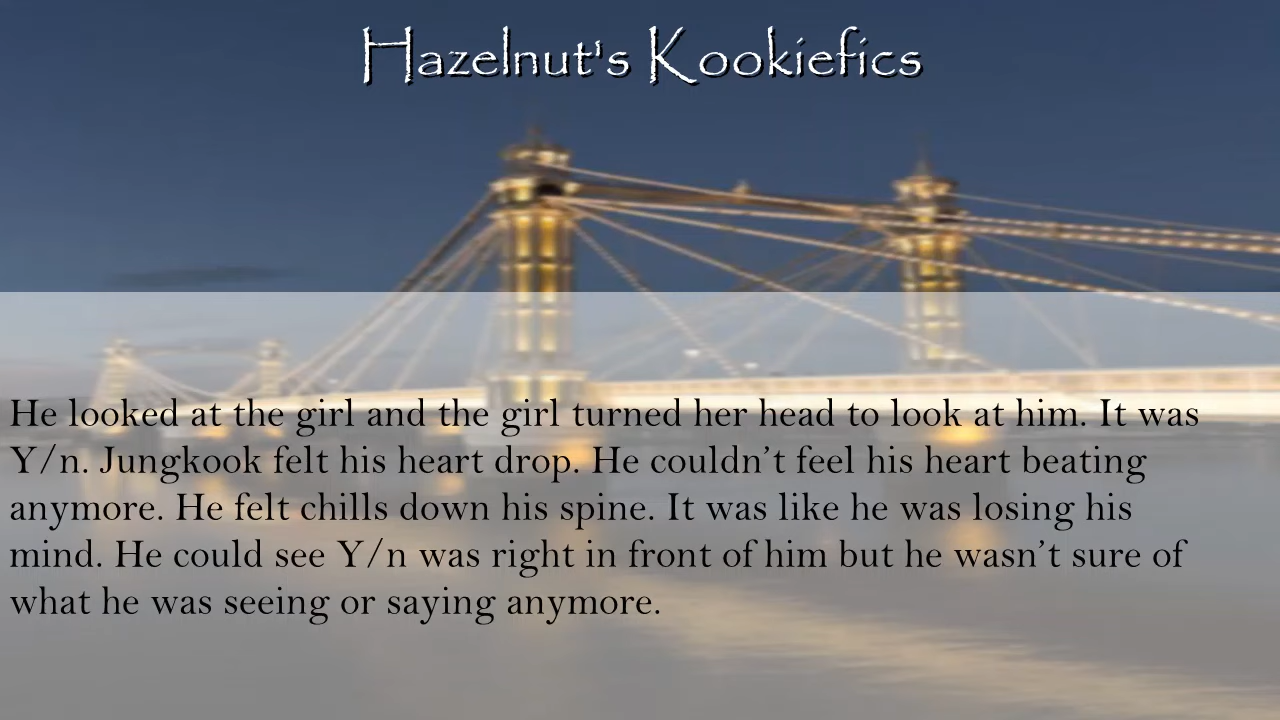 Hazelnut's Kookiefics
He looked at the girl and the girl turned her head to look at him. It was
Y/n. Jungkook felt his heart drop. He couldn’t feel his heart beating
anymore. He felt chills down his spine. It was like he was losing his
mind. He could see Y/n was right in front of him but he wasn’t sure of
what he was seeing or saying anymore.